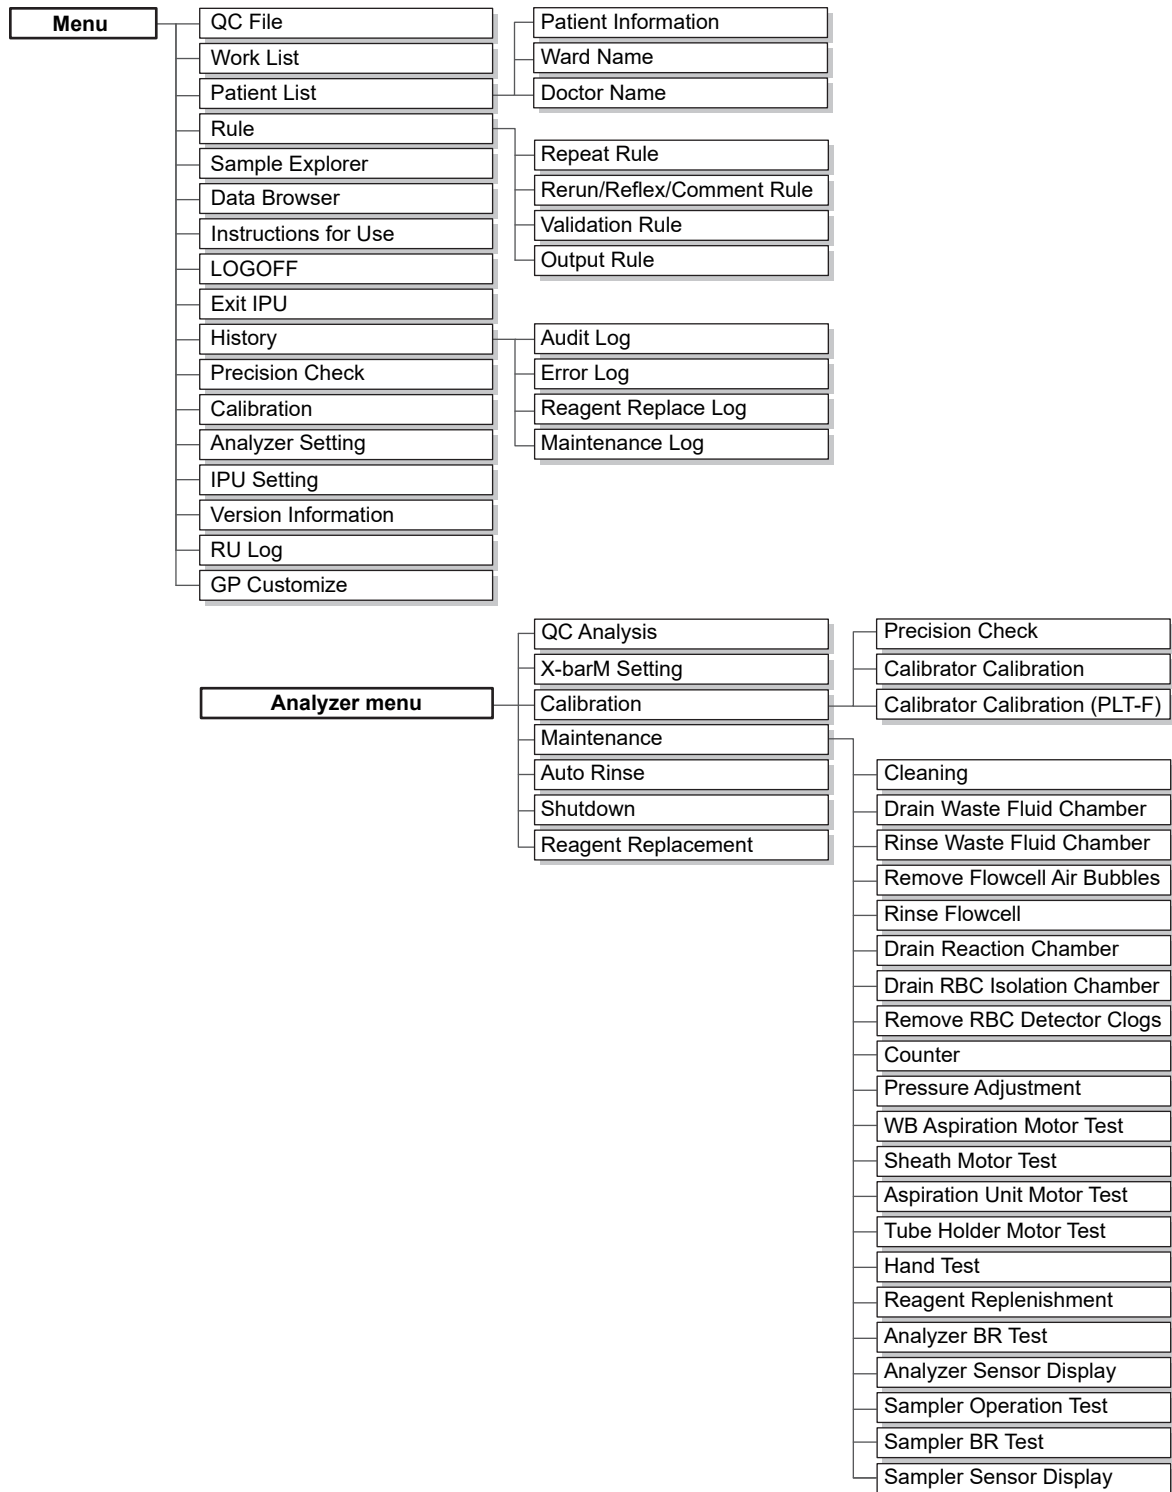 Menu
QC File
Work List
Patient List
Rule
Sample Explorer
Data Browser
Instructions for Use
LOGOFF
Exit IPU
History
Precision Check
Calibration
Analyzer Setting
IPU Setting
Version Information
RU Log
GP Customize
Patient Information
Ward Name
Doctor Name
Repeat Rule
Rerun/Reflex/Comment Rule
Validation Rule
Output Rule
Audit Log
Error Log
Reagent Replace Log
Maintenance Log
Analyzer menu
QC Analysis
X-barM Setting
Calibration
Maintenance
Auto Rinse
Shutdown
Reagent Replacement
Precision Check
Calibrator Calibration
Calibrator Calibration (PLT-F)
Cleaning
Drain Waste Fluid Chamber
Rinse Waste Fluid Chamber
Remove Flowcell Air Bubbles
Rinse Flowcell
Drain Reaction Chamber
Drain RBC Isolation Chamber
Remove RBC Detector Clogs
Counter
Pressure Adjustment
WB Aspiration Motor Test
Sheath Motor Test
Aspiration Unit Motor Test
Tube Holder Motor Test
Hand Test
Reagent Replenishment
Analyzer BR Test
Analyzer Sensor Display
Sampler Operation Test
Sampler BR Test
Sampler Sensor Display